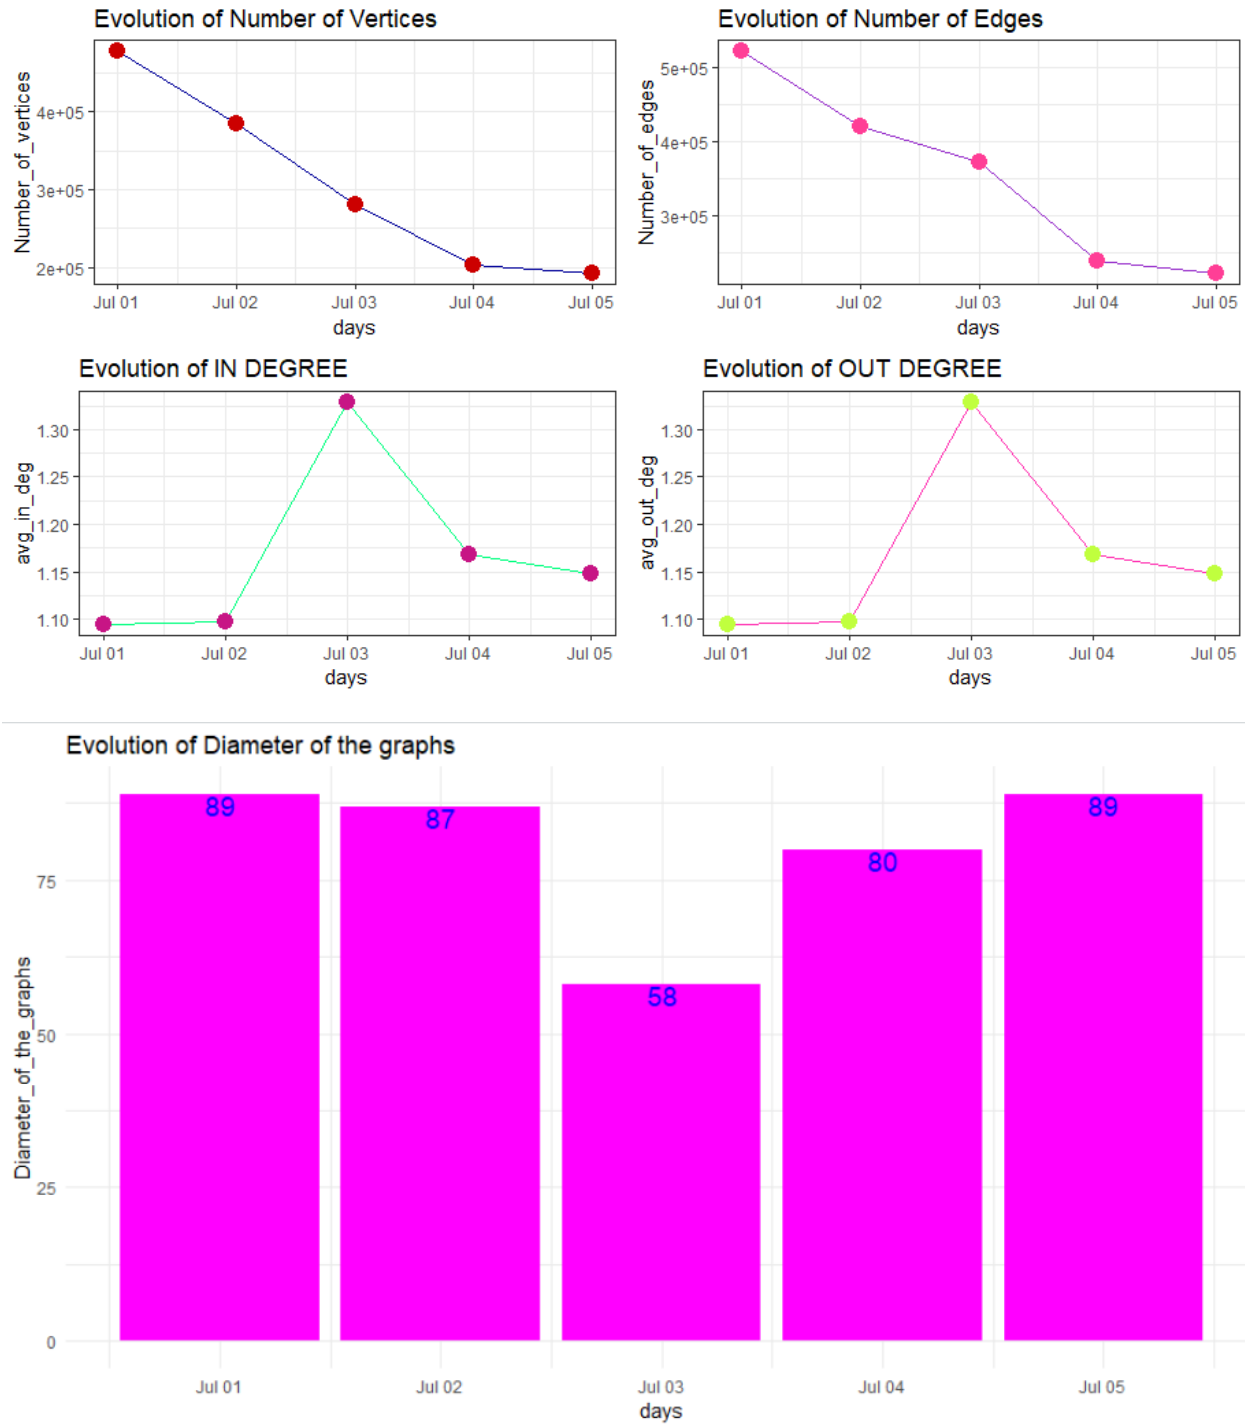 Evolution of Number of Vertices
Number_of_vertices
4e+05
3e+05
2e+05
Jul 01 Jul 02 Jul 03 Jul 04 Jul 05
days
Evolution of Number of Edges
Number_of_edges
5e+05
4e+05
3e+05
Jul 01 Jul 02 Jul 03 Jul 04 Jul 05
days
Evolution of IN DEGREE
avg_in_deg
1.30
1.25
1.20
1.15
1.10
Jul 01 Jul 02 Jul 03 Jul 04 Jul 05
days
Evolution of OUT DEGREE
avg_out_deg
1.30
1.25
1.20
1.15
1.10
Jul 01 Jul 02 Jul 03 Jul 04 Jul 05
days
Evolution of Diameter of the graphs
Diameter_of_the_graphs
75
50
25
0
89 87 58 80 89
Jul 01 Jul 02 Jul 03 Jul 04 Jul 05
days